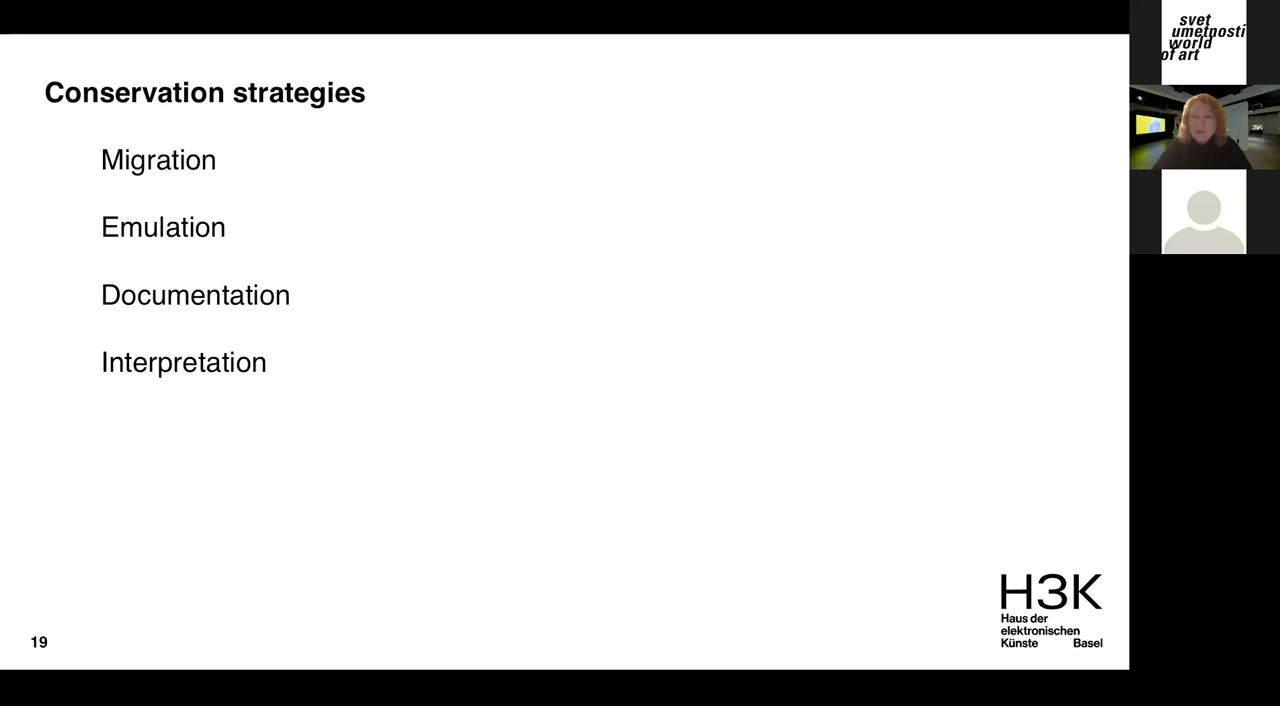 Conservation strategies
Migration
Emulation
Documentation
Interpretation
19
H3K
Haus der
elektronischen
Künste Basel
svet
umetnosti
world
of art